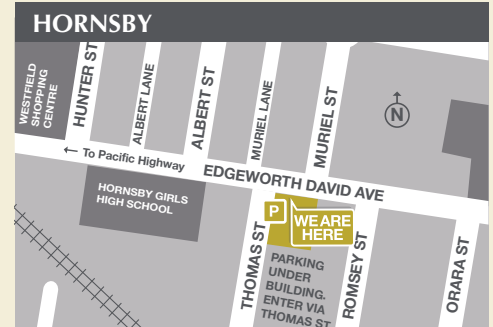 HORNSBY
WESTFIELD
SHOPPING
CENTRE
HUNTER ST
ALBERT LANE
ALBERT ST
MURIEL LANE
MURIEL ST
N
← To Pacific Highway
EDGEWORTH DAVID AVE
HORNSBY GIRLS
HIGH SCHOOL
P
WE ARE
HERE
THOMAS ST
PARKING
UNDER
BUILDING.
ENTER VIA
THOMAS ST
ROMSEY ST
ORARA ST